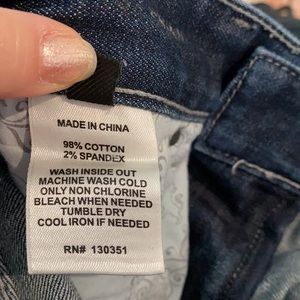 MADE IN CHINA
98% COTTON
2% SPANDEX
WASH INSIDE OUT
MACHINE WASH COLD
ONLY NON CHLORINE
BLEACH WHEN NEEDED
TUMBLE DRY
COOL IRON IF NEEDED
RN# 130351